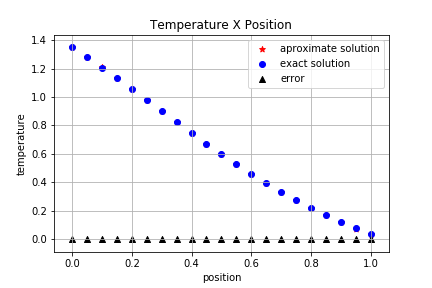 Temperature X Position
aproximate solution
exact solution
error
temperature
1.4
1.2
1.0
0.8
0.6
0.4
0.2
0.0
0.0 0.2 0.4 0.6 0.8 1.0
position